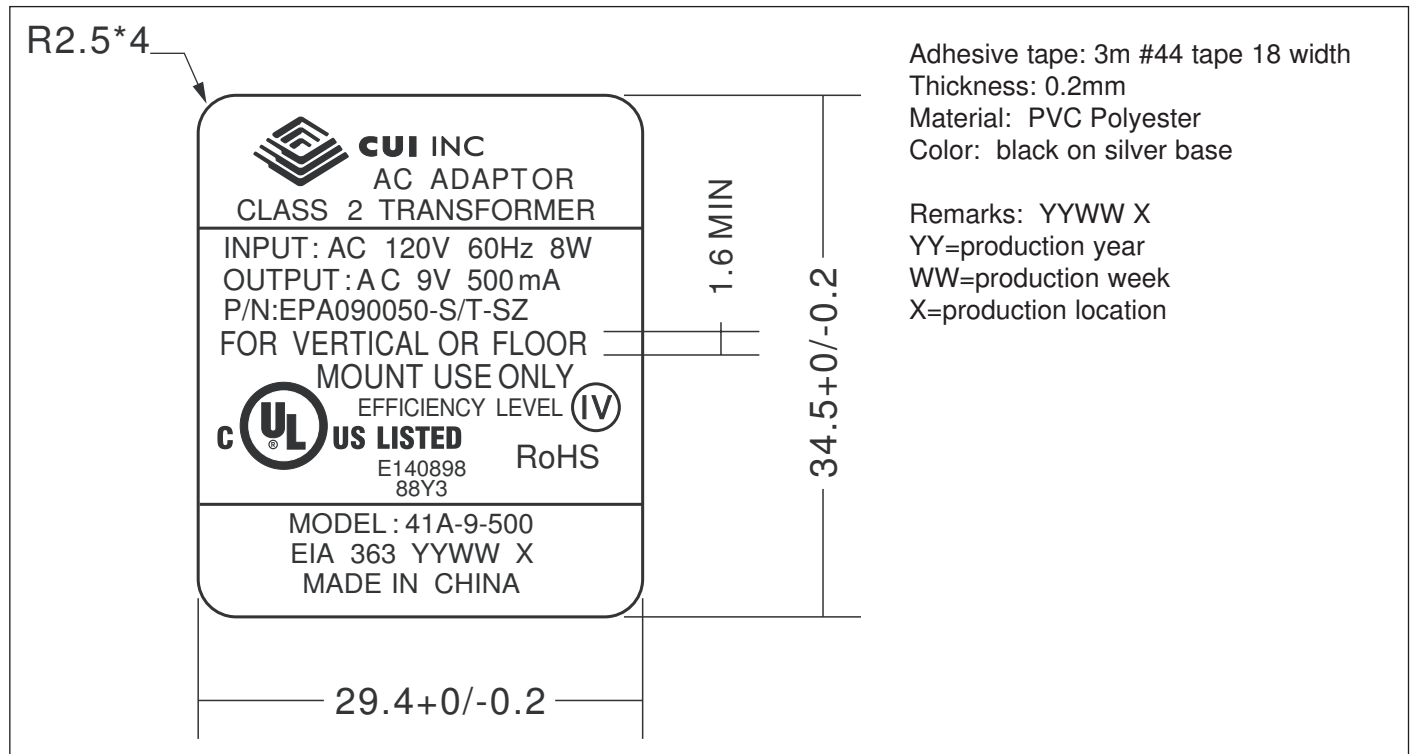 R2.5*4
CUI INC
AC ADAPTOR
CLASS 2 TRANSFORMER
INPUT: AC 120V 60Hz 8W
OUTPUT: AC 9V 500mA
P/N:EPA090050-S/T-SZ
FOR VERTICAL OR FLOOR
MOUNT USE ONLY
EFFICIENCY LEVEL IV
C UL ® US LISTED
RoHS
E140898
88Y3
MODEL: 41A-9-500
EIA 363 YYWW X
MADE IN CHINA
1.6 MIN
34.5+0/-0.2
29.4+0/-0.2
Adhesive tape: 3m #44 tape 18 width
Thickness: 0.2mm
Material: PVC Polyester
Color: black on silver base
Remarks: YYWW X
YY=production year
WW=production week
X=production location